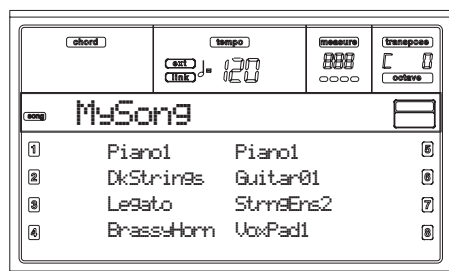 chord tempo measure transpose
ext
link ♩= 120 888 C 0
octave
song MySong
1 Piano1 Piano1 5
2 DkStrings Guitar01 6
3 Legato StrngEns2 7
4 BrassyHorn VoxPad1 8